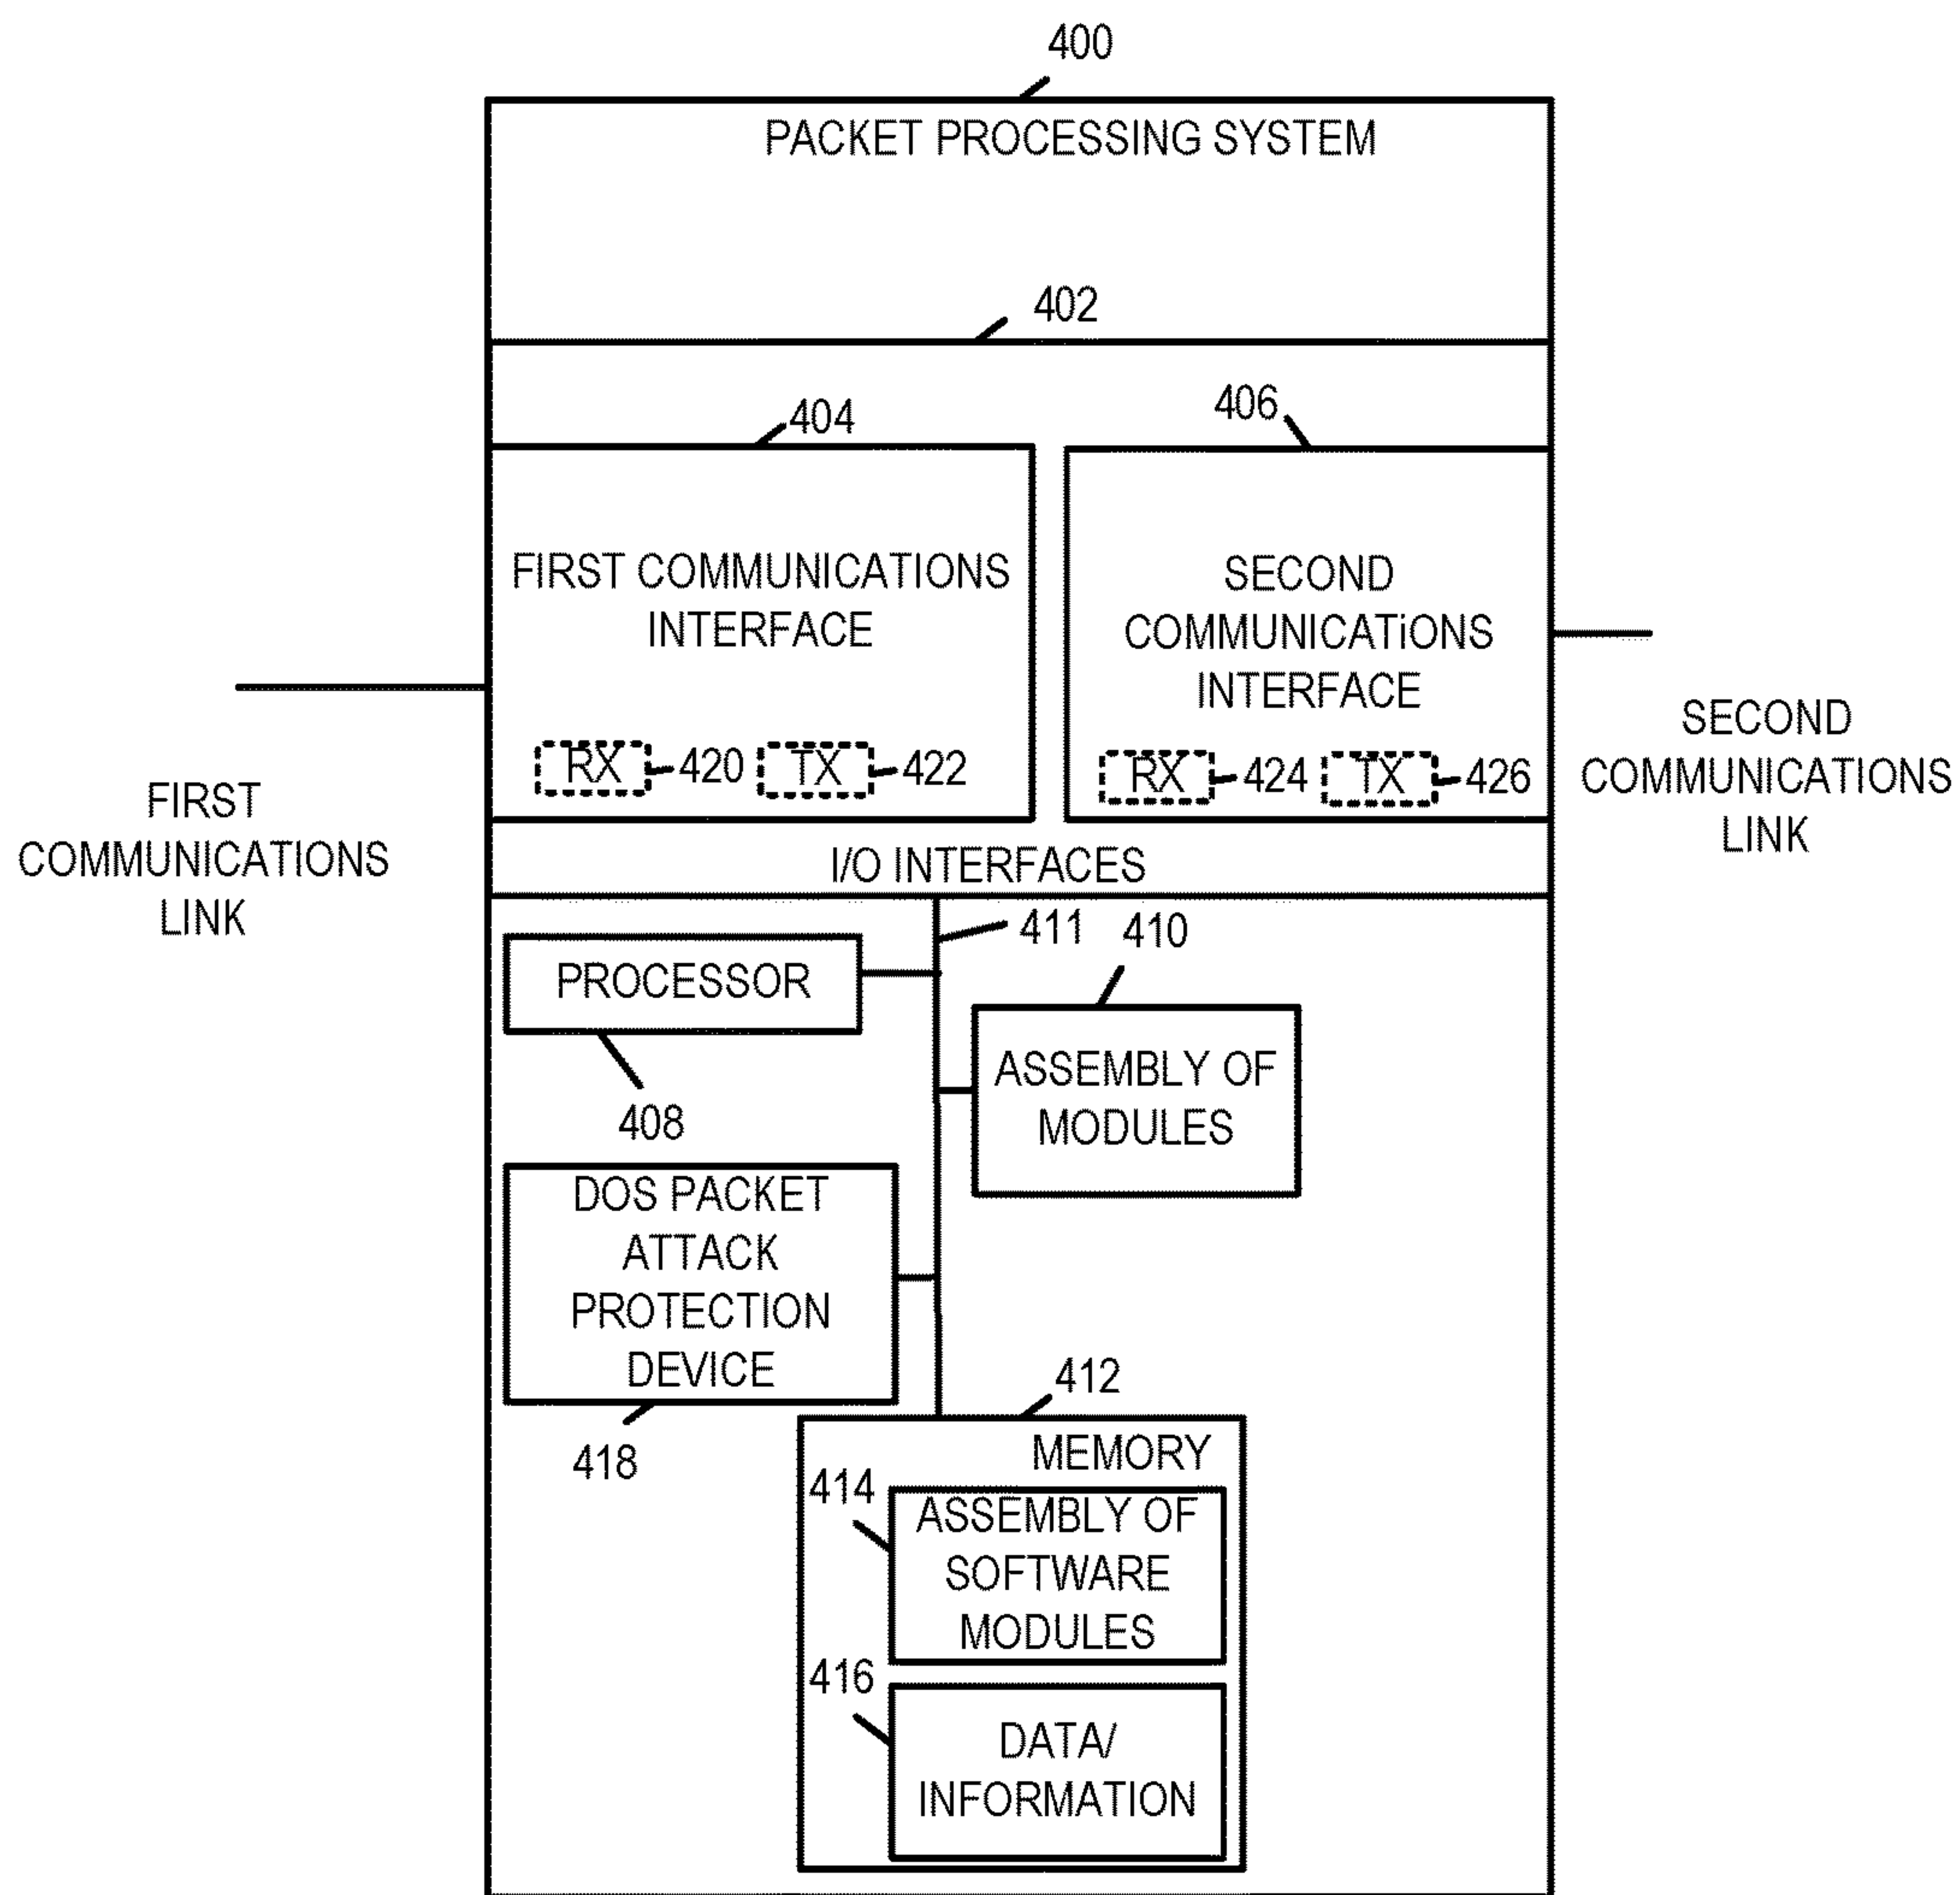 400
PACKET PROCESSING SYSTEM
402
404
406
FIRST COMMUNICATIONS
INTERFACE
SECOND
COMMUNICATiONS
INTERFACE
RX
420
TX
422
RX
424
TX
426
FIRST
COMMUNICATIONS
LINK
SECOND
COMMUNICATIONS
LINK
I/O INTERFACES
411
410
PROCESSOR
408
ASSEMBLY OF
MODULES
DOS PACKET
ATTACK
PROTECTION
DEVICE
418
412
MEMORY
414
ASSEMBLY OF
SOFTWARE
MODULES
416
DATA/
INFORMATION